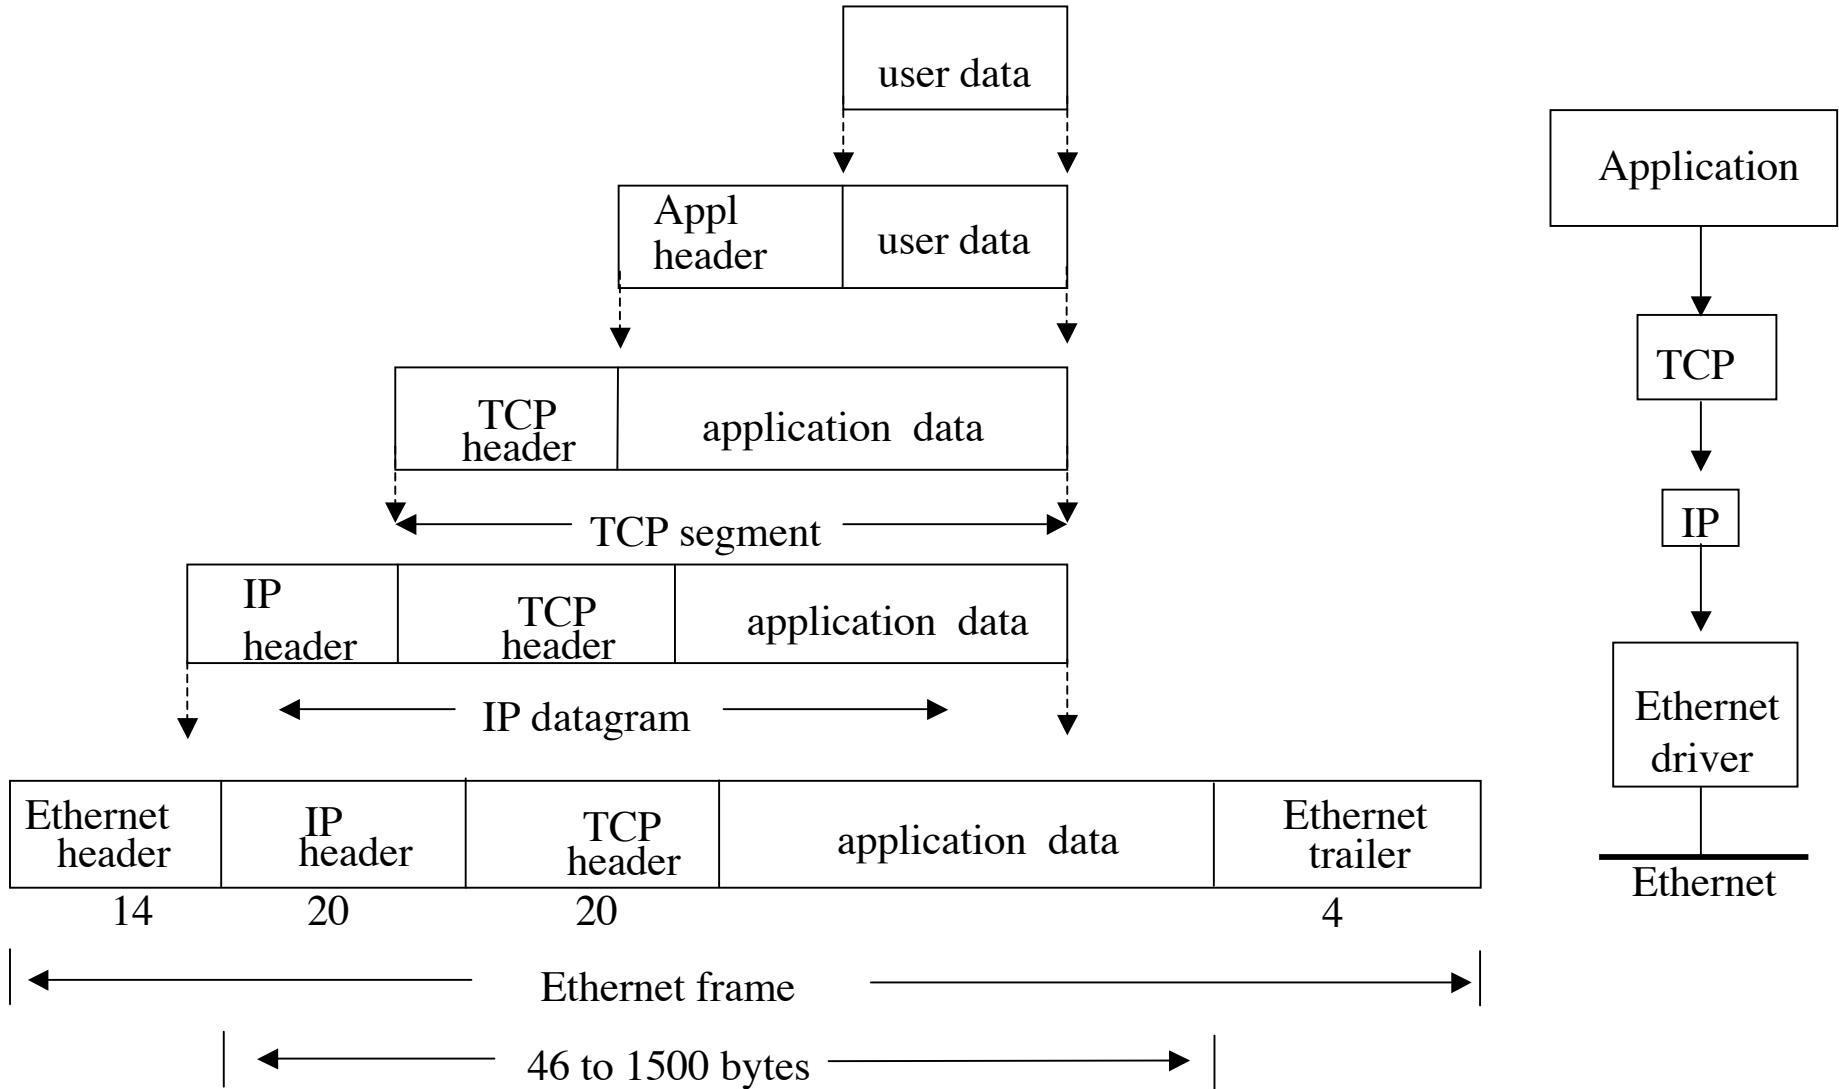 user data
Appl
header
user data
TCP
header
application data
TCP segment
IP
header
TCP
header
application data
IP datagram
Ethernet
header
IP
header
TCP
header
application data
Ethernet
trailer
14
20
20
4
Ethernet frame
46 to 1500 bytes
Application
TCP
IP
Ethernet
driver
Ethernet